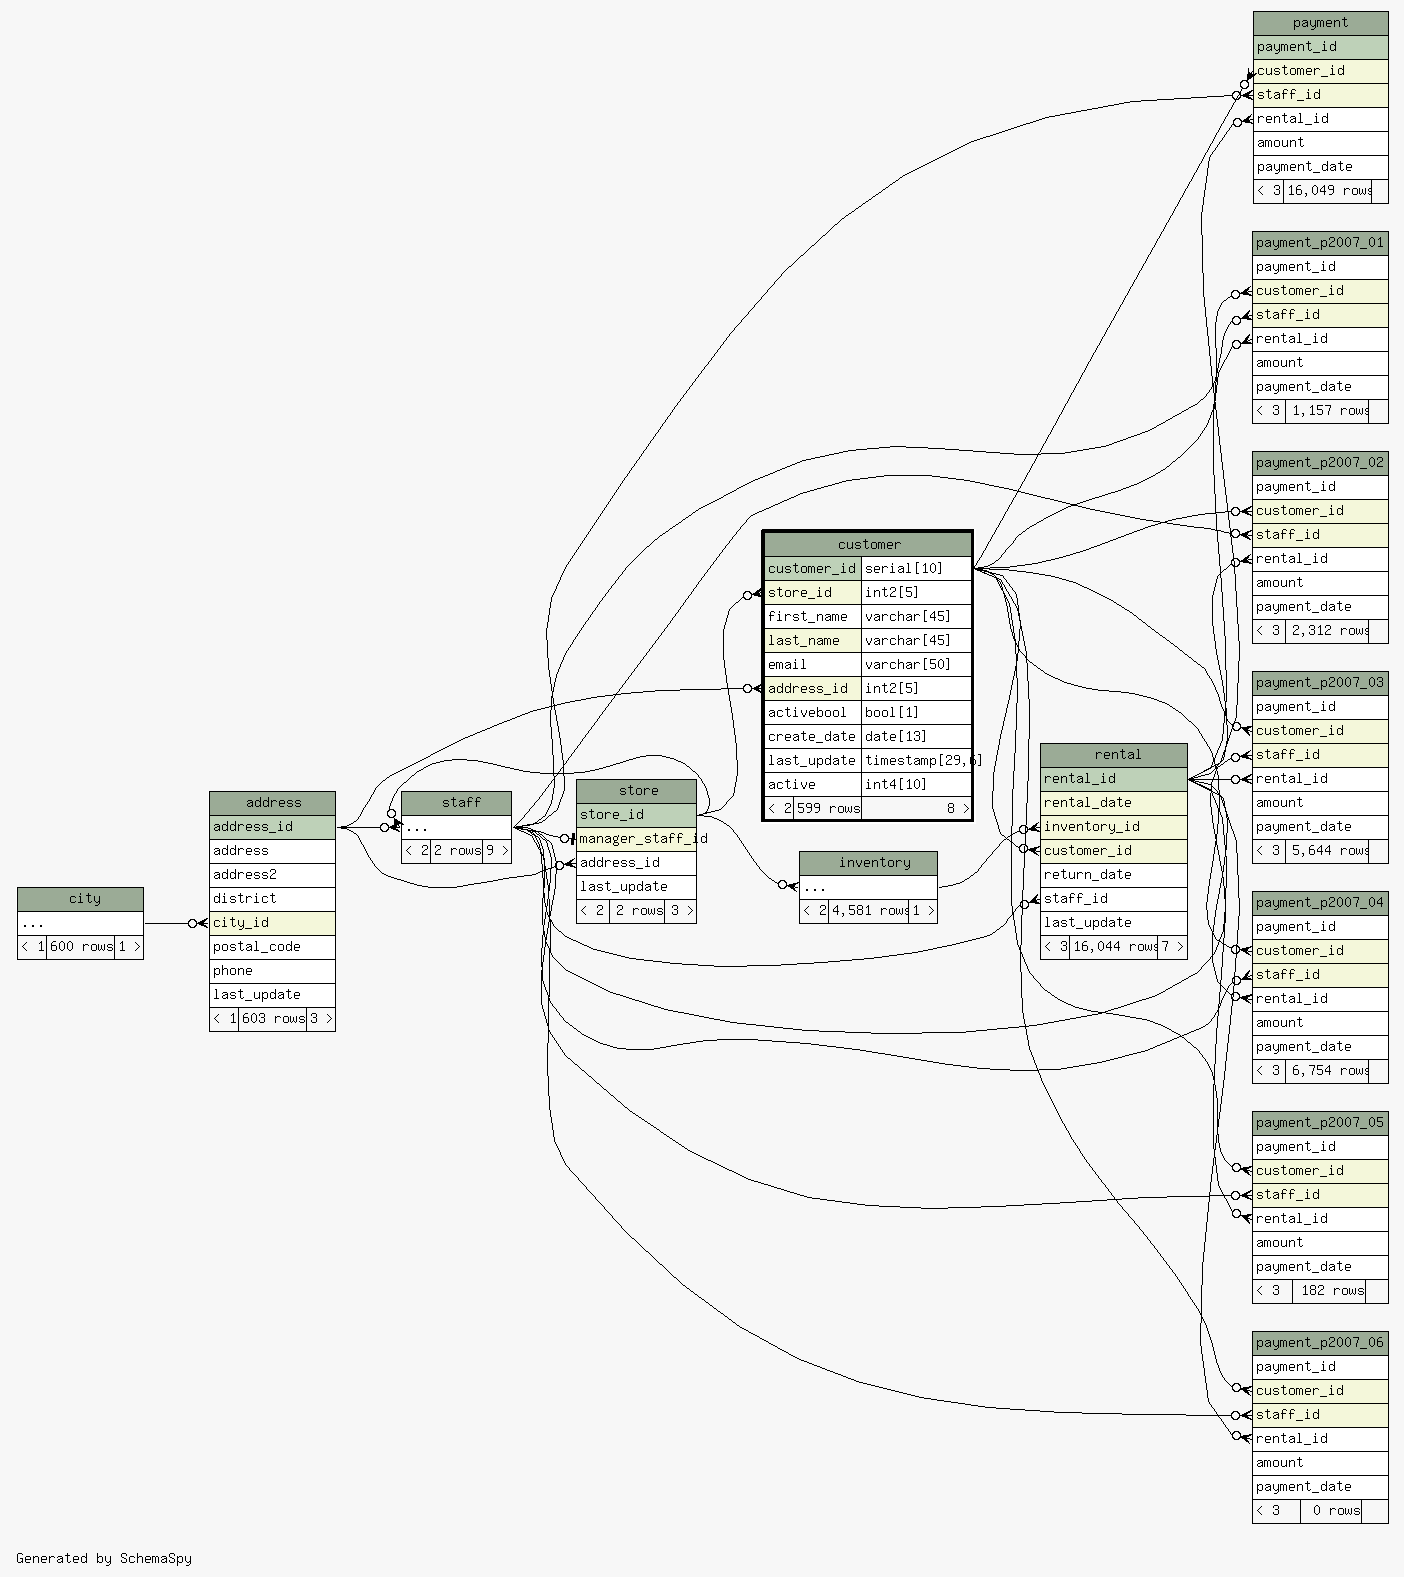 payment
payment_id
customer_id
staff_id
rental_id
amount
payment_date
< 3 16,049 rows
payment_p2007_01
payment_id
customer_id
staff_id
rental_id
amount
payment_date
< 3 1,157 rows
payment_p2007_02
payment_id
customer_id
staff_id
rental_id
amount
payment_date
< 3 2,312 rows
customer
customer_id serial[10]
store_id int2[5]
first_name varchar[45]
last_name varchar[45]
email varchar[50]
address_id int2[5]
activebool bool[1]
create_date date[13]
last_update timestamp[29,6]
active int4[10]
< 2 599 rows 8 >
payment_p2007_03
payment_id
customer_id
staff_id
rental_id
amount
payment_date
< 3 5,644 rows
rental
rental_id
rental_date
inventory_id
customer_id
return_date
staff_id
last_update
< 3 16,044 rows 7 >
address
address_id
address
address2
district
city_id
postal_code
phone
last_update
< 1 603 rows 3 >
staff
...
< 2 2 rows 9 >
store
store_id
manager_staff_id
address_id
last_update
< 2 2 rows 3 >
inventory
...
< 2 4,581 rows 1 >
city
...
< 1 600 rows 1 >
payment_p2007_04
payment_id
customer_id
staff_id
rental_id
amount
payment_date
< 3 6,754 rows
payment_p2007_05
payment_id
customer_id
staff_id
rental_id
amount
payment_date
< 3 182 rows
payment_p2007_06
payment_id
customer_id
staff_id
rental_id
amount
payment_date
< 3 0 rows
Generated by SchemaSpy